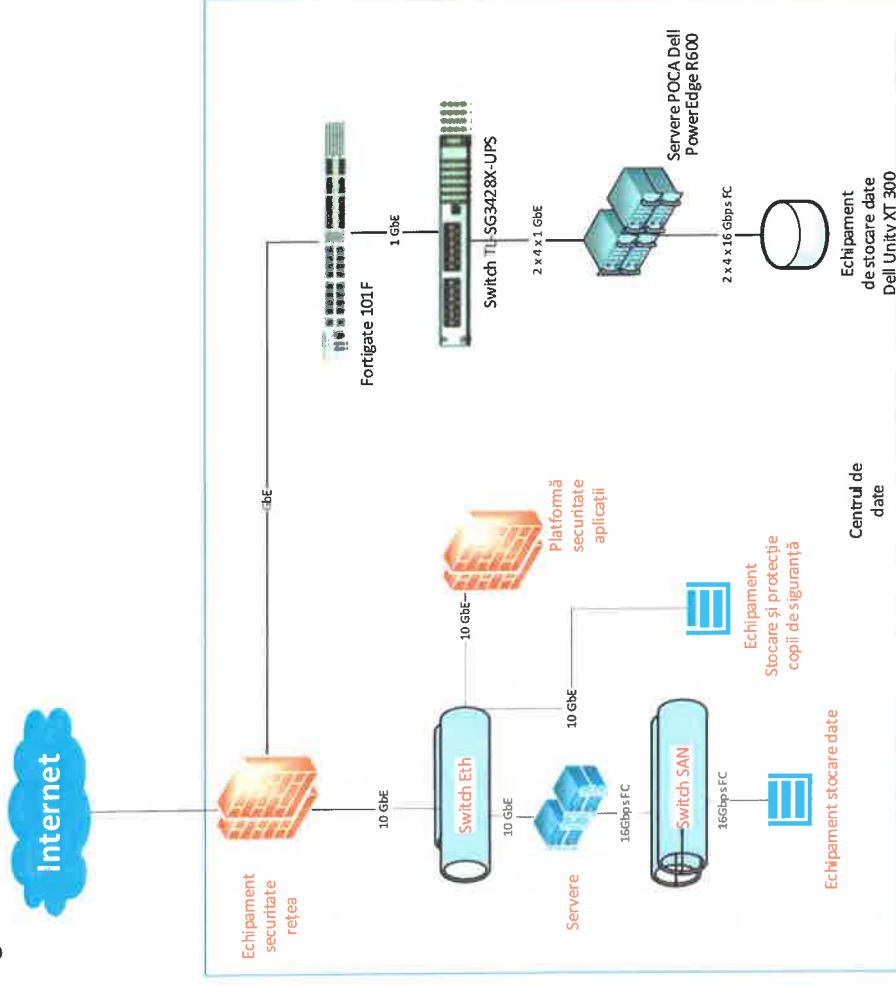 Internet
Echipament
securitate
rețea
GbE
10 GbE
Switch Eth
10 GbE
Platformă
securitate
aplicații
10 GbE
10 GbE
Echipament
Stocare și protecție
copii de siguranță
Servere
16Gbps FC
Switch SAN
16Gbps FC
Echipament stocare date
Fortigate 101F
1 GbE
Switch TL-SG3428X-UPS
2 x 4 x 1 GbE
Servere POCA Dell
PowerEdge R600
2 x 4 x 16 Gbps FC
Echipament
de stocare date
Dell Unity XT 300
Centrul de
date